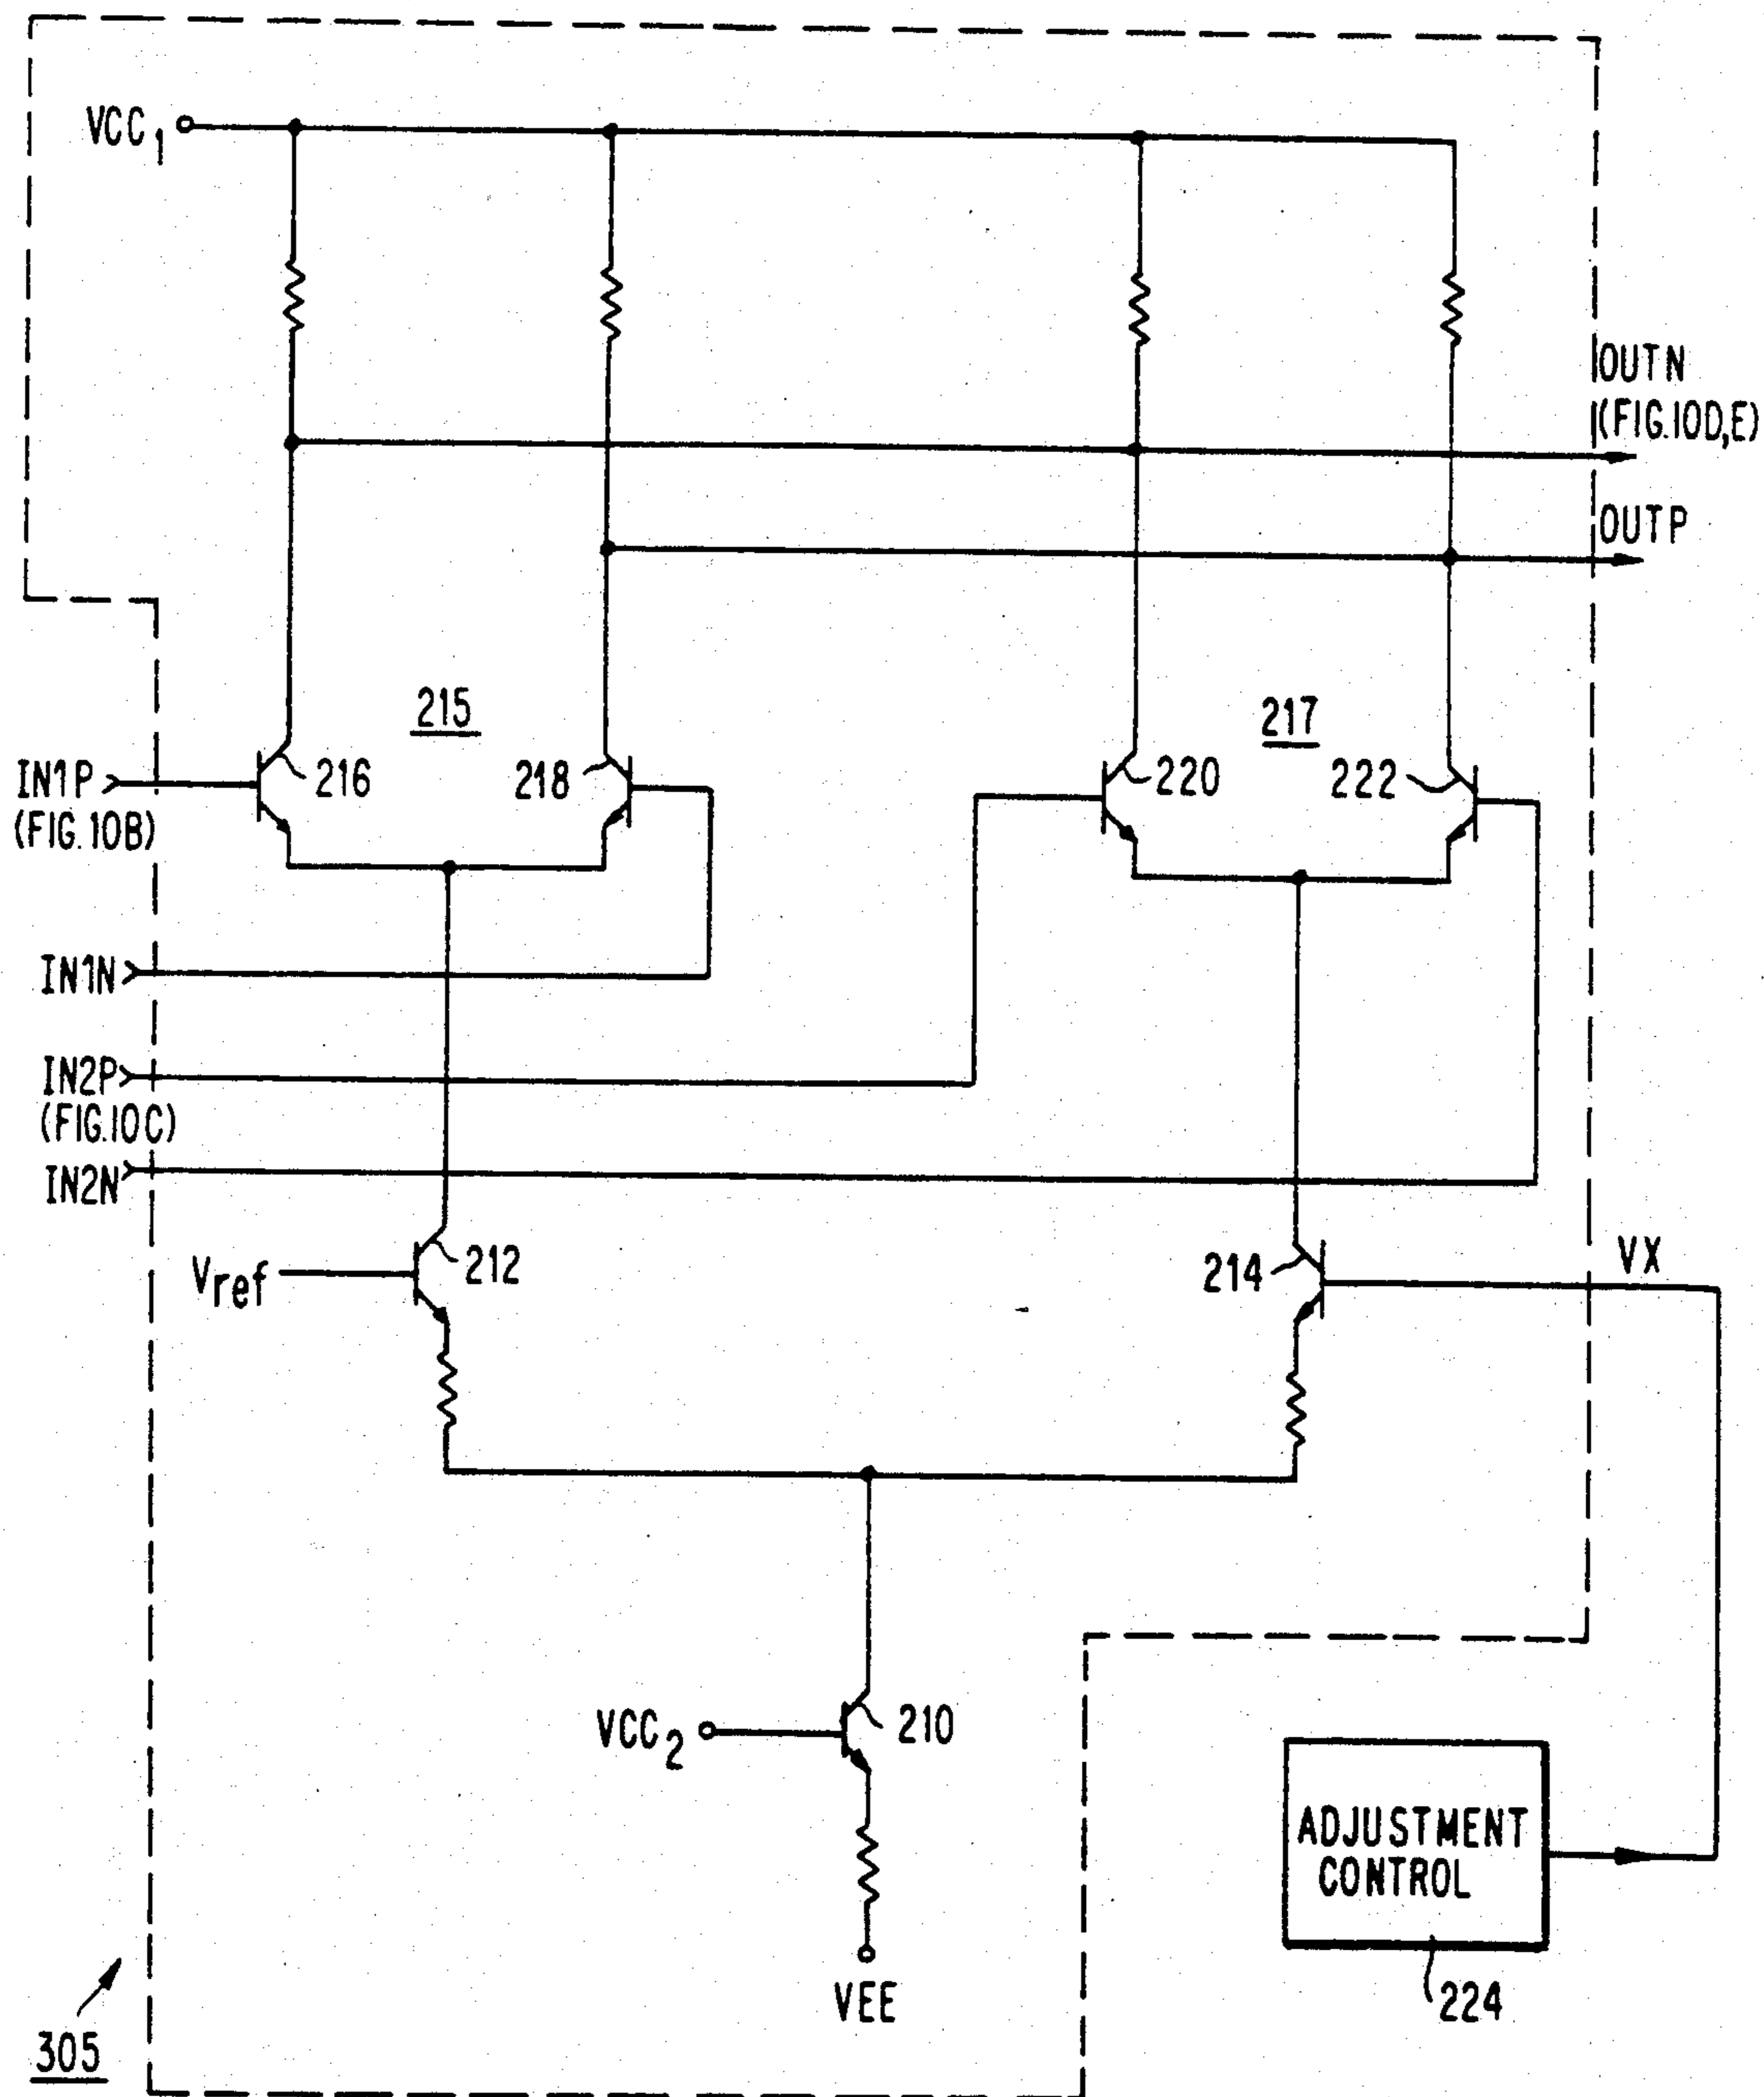 VCC1
OUTN
(FIG.10D,E)
OUTP
215
217
IN1P
(FIG.10B)
216
218
220
222
IN1N
IN2P
(FIG.10C)
IN2N
Vref
212
214
VX
VCC2
210
ADJUSTMENT
CONTROL
VEE
224
305